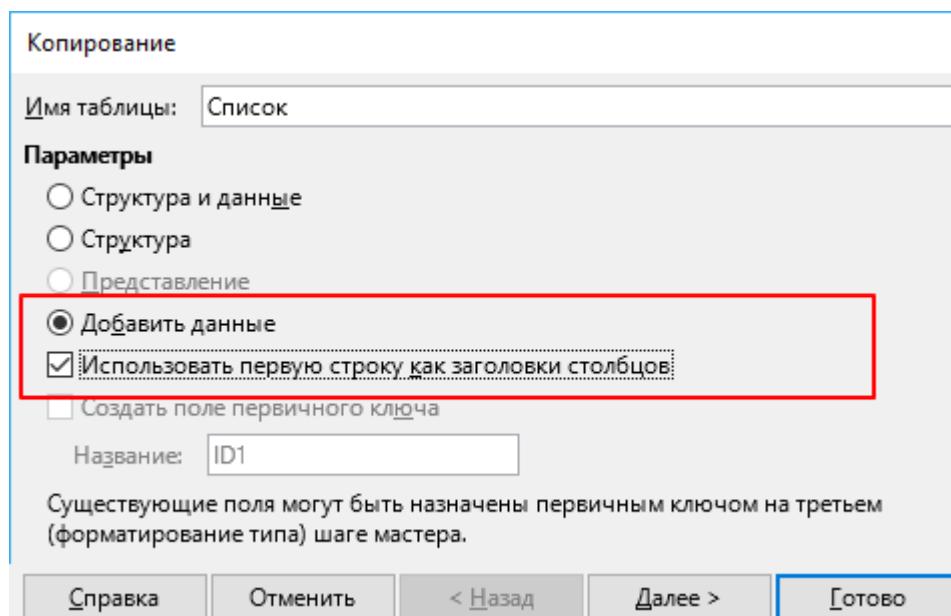 Копирование
Имя таблицы: Список
Параметры
Структура и данные
Структура
Представление
Добавить данные
Использовать первую строку как заголовки столбцов
Создать поле первичного ключа
Название: ID1
Существующие поля могут быть назначены первичным ключом на третьем
(форматирование типа) шаге мастера.
Справка Отменить < Назад Далее > Готово